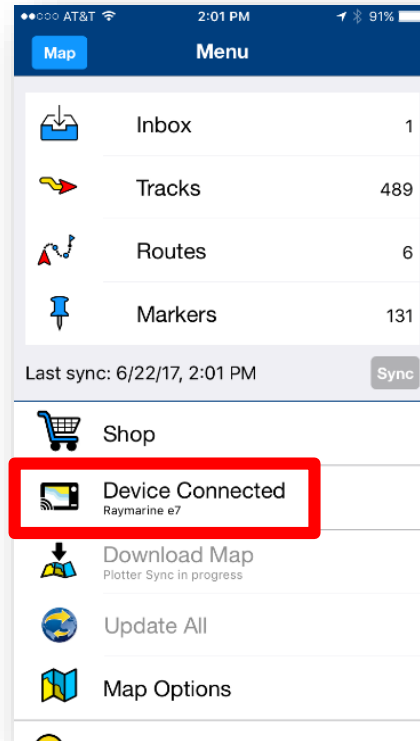 AT&T 2:01 PM 91%
Map Menu
Inbox 1
Tracks 489
Routes 6
Markers 131
Last sync: 6/22/17, 2:01 PM Sync
Shop
Device Connected
Raymarine e7
Download Map
Plotter Sync in progress
Update All
Map Options